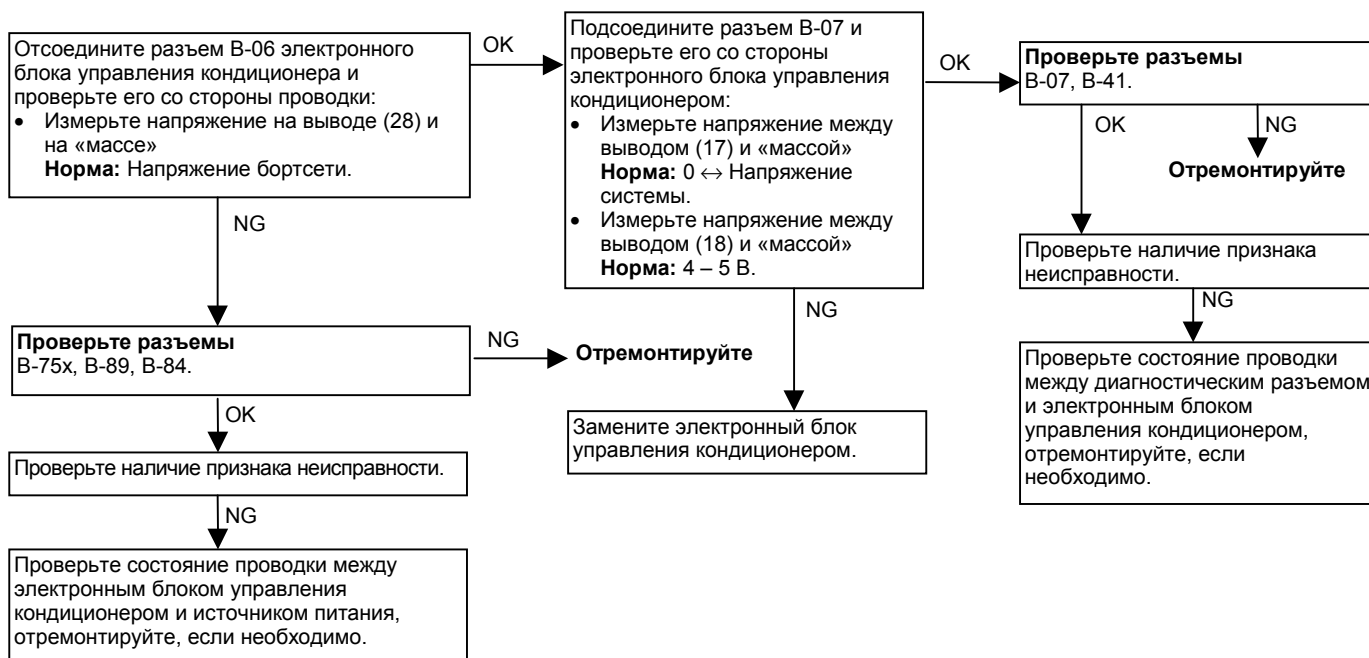 Отсоедините разъем B-06 электронного
блока управления кондиционера и
проверьте его со стороны проводки:
• Измерьте напряжение на выводе (28) и
на «массе»
Норма: Напряжение бортсети.
OK
NG
Подсоедините разъем B-07 и
проверьте его со стороны
электронного блока управления
кондиционером:
• Измерьте напряжение между
выводом (17) и «массой»
Норма: 0 ↔ Напряжение
системы.
• Измерьте напряжение между
выводом (18) и «массой»
Норма: 4 – 5 В.
OK
NG
Проверьте разъемы
B-07, B-41.
OK
NG
Отремонтируйте
Проверьте наличие признака
неисправности.
NG
Проверьте состояние проводки
между диагностическим разъемом
и электронным блоком
управления кондиционером,
отремонтируйте, если
необходимо.
Проверьте разъемы
B-75x, B-89, B-84.
NG
Отремонтируйте
OK
Замените электронный блок
управления кондиционером.
Проверьте наличие признака неисправности.
NG
Проверьте состояние проводки между
электронным блоком управления
кондиционером и источником питания,
отремонтируйте, если необходимо.